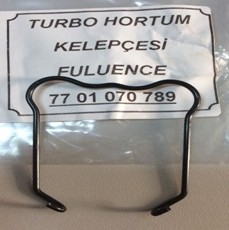 TURBO HORTUM
KELEPÇESİ
FULUENCE
77 01 070 789